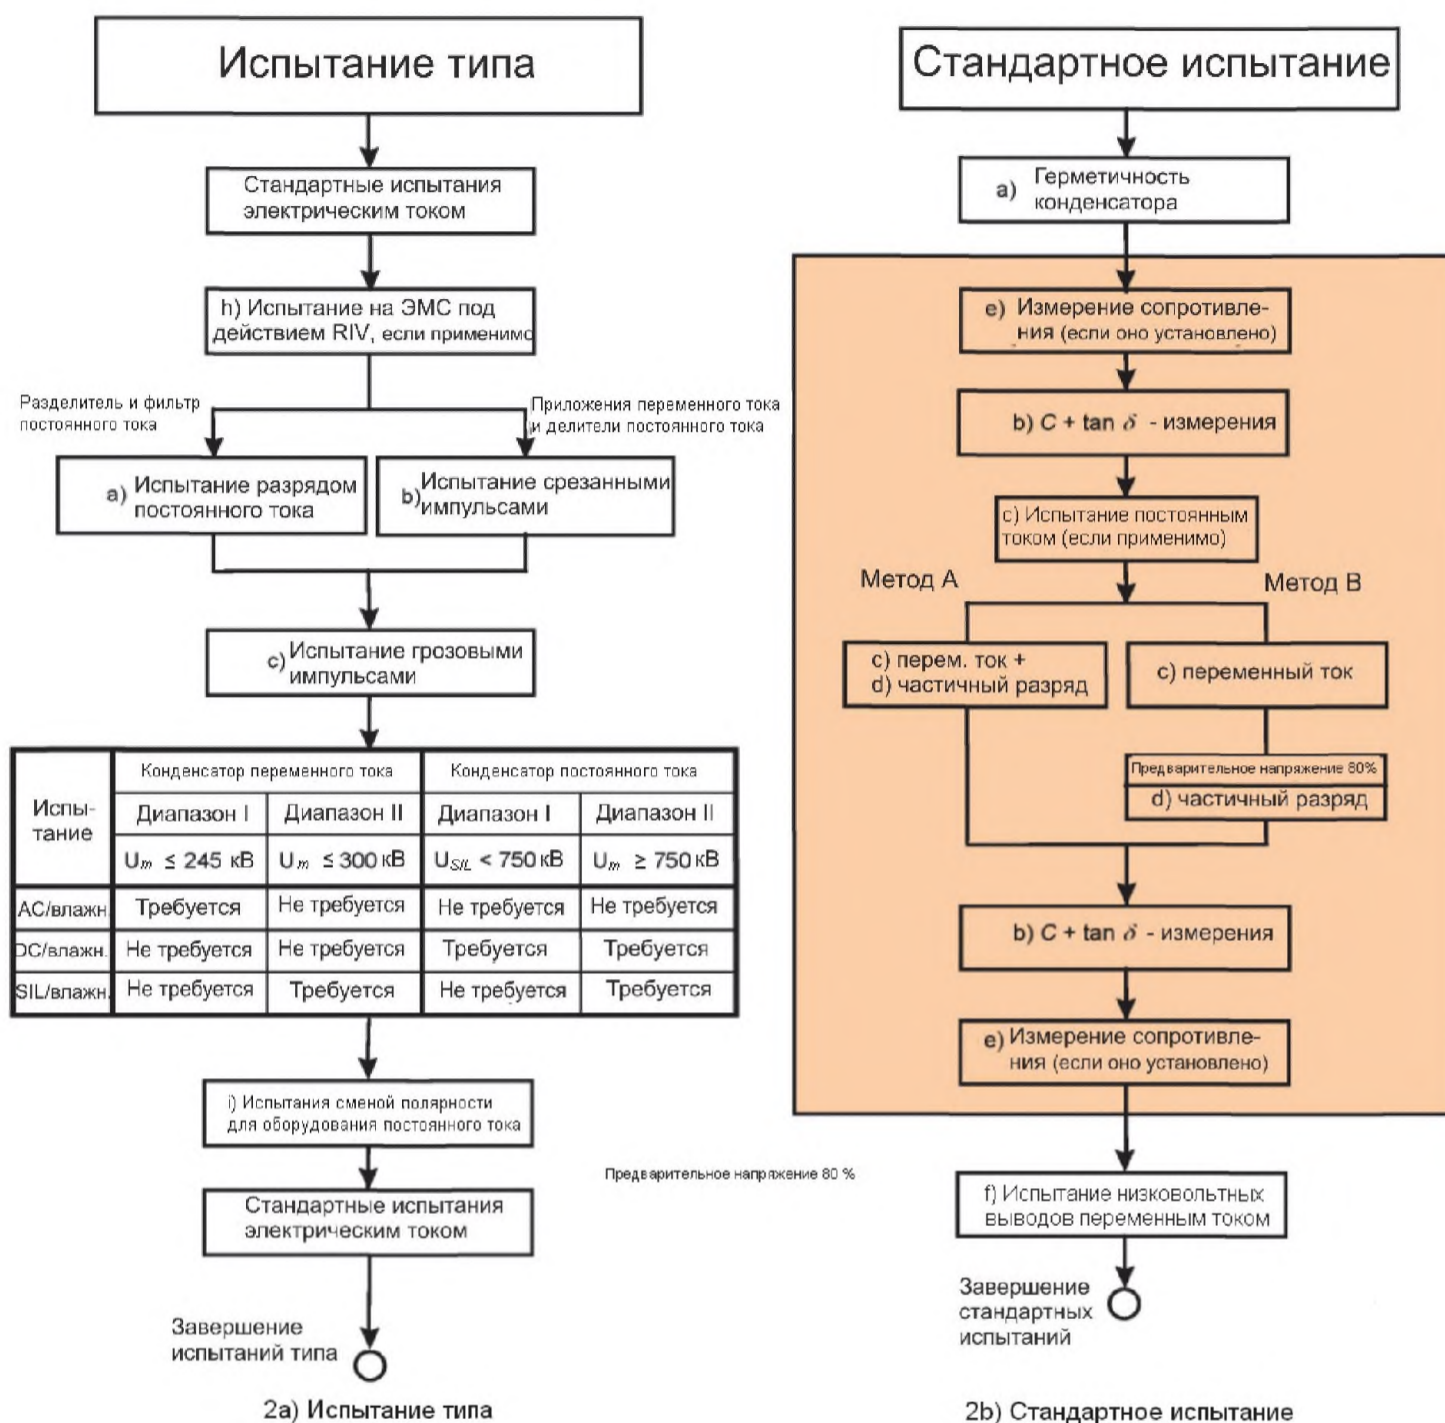 Испытание типа
Стандартные испытания
электрическим током
h) Испытание на ЭМС под
действием RIV, если применимо
Разделитель и фильтр
постоянного тока
Приложения переменного тока
и делители постоянного тока
a) Испытание разрядом
постоянного тока
b) Испытание срезанными
импульсами
c) Испытание грозовыми
импульсами
Испы-
тание
Конденсатор переменного тока
Конденсатор постоянного тока
Диапазон I
Диапазон II
Диапазон I
Диапазон II
Um ≤ 245 кВ
Um ≤ 300 кВ
USIL < 750 кВ
Um ≥ 750 кВ
AC/влажн.
Требуется
Не требуется
Не требуется
Не требуется
DC/влажн.
Не требуется
Не требуется
Требуется
Требуется
SIL/влажн.
Не требуется
Требуется
Не требуется
Требуется
i) Испытания сменой полярности
для оборудования постоянного тока
Стандартные испытания
электрическим током
Завершение
испытаний типа
2a) Испытание типа
Предварительное напряжение 80 %
Стандартное испытание
a) Герметичность
конденсатора
e) Измерение сопротивле-
ния (если оно установлено)
b) C + tan δ - измерения
c) Испытание постоянным
током (если применимо)
Метод А
Метод В
c) перем. ток +
d) частичный разряд
c) переменный ток
Предварительное напряжение 80%
d) частичный разряд
b) C + tan δ - измерения
e) Измерение сопротивле-
ния (если оно установлено)
f) Испытание низковольтных
выводов переменным током
Завершение
стандартных
испытаний
2b) Стандартное испытание